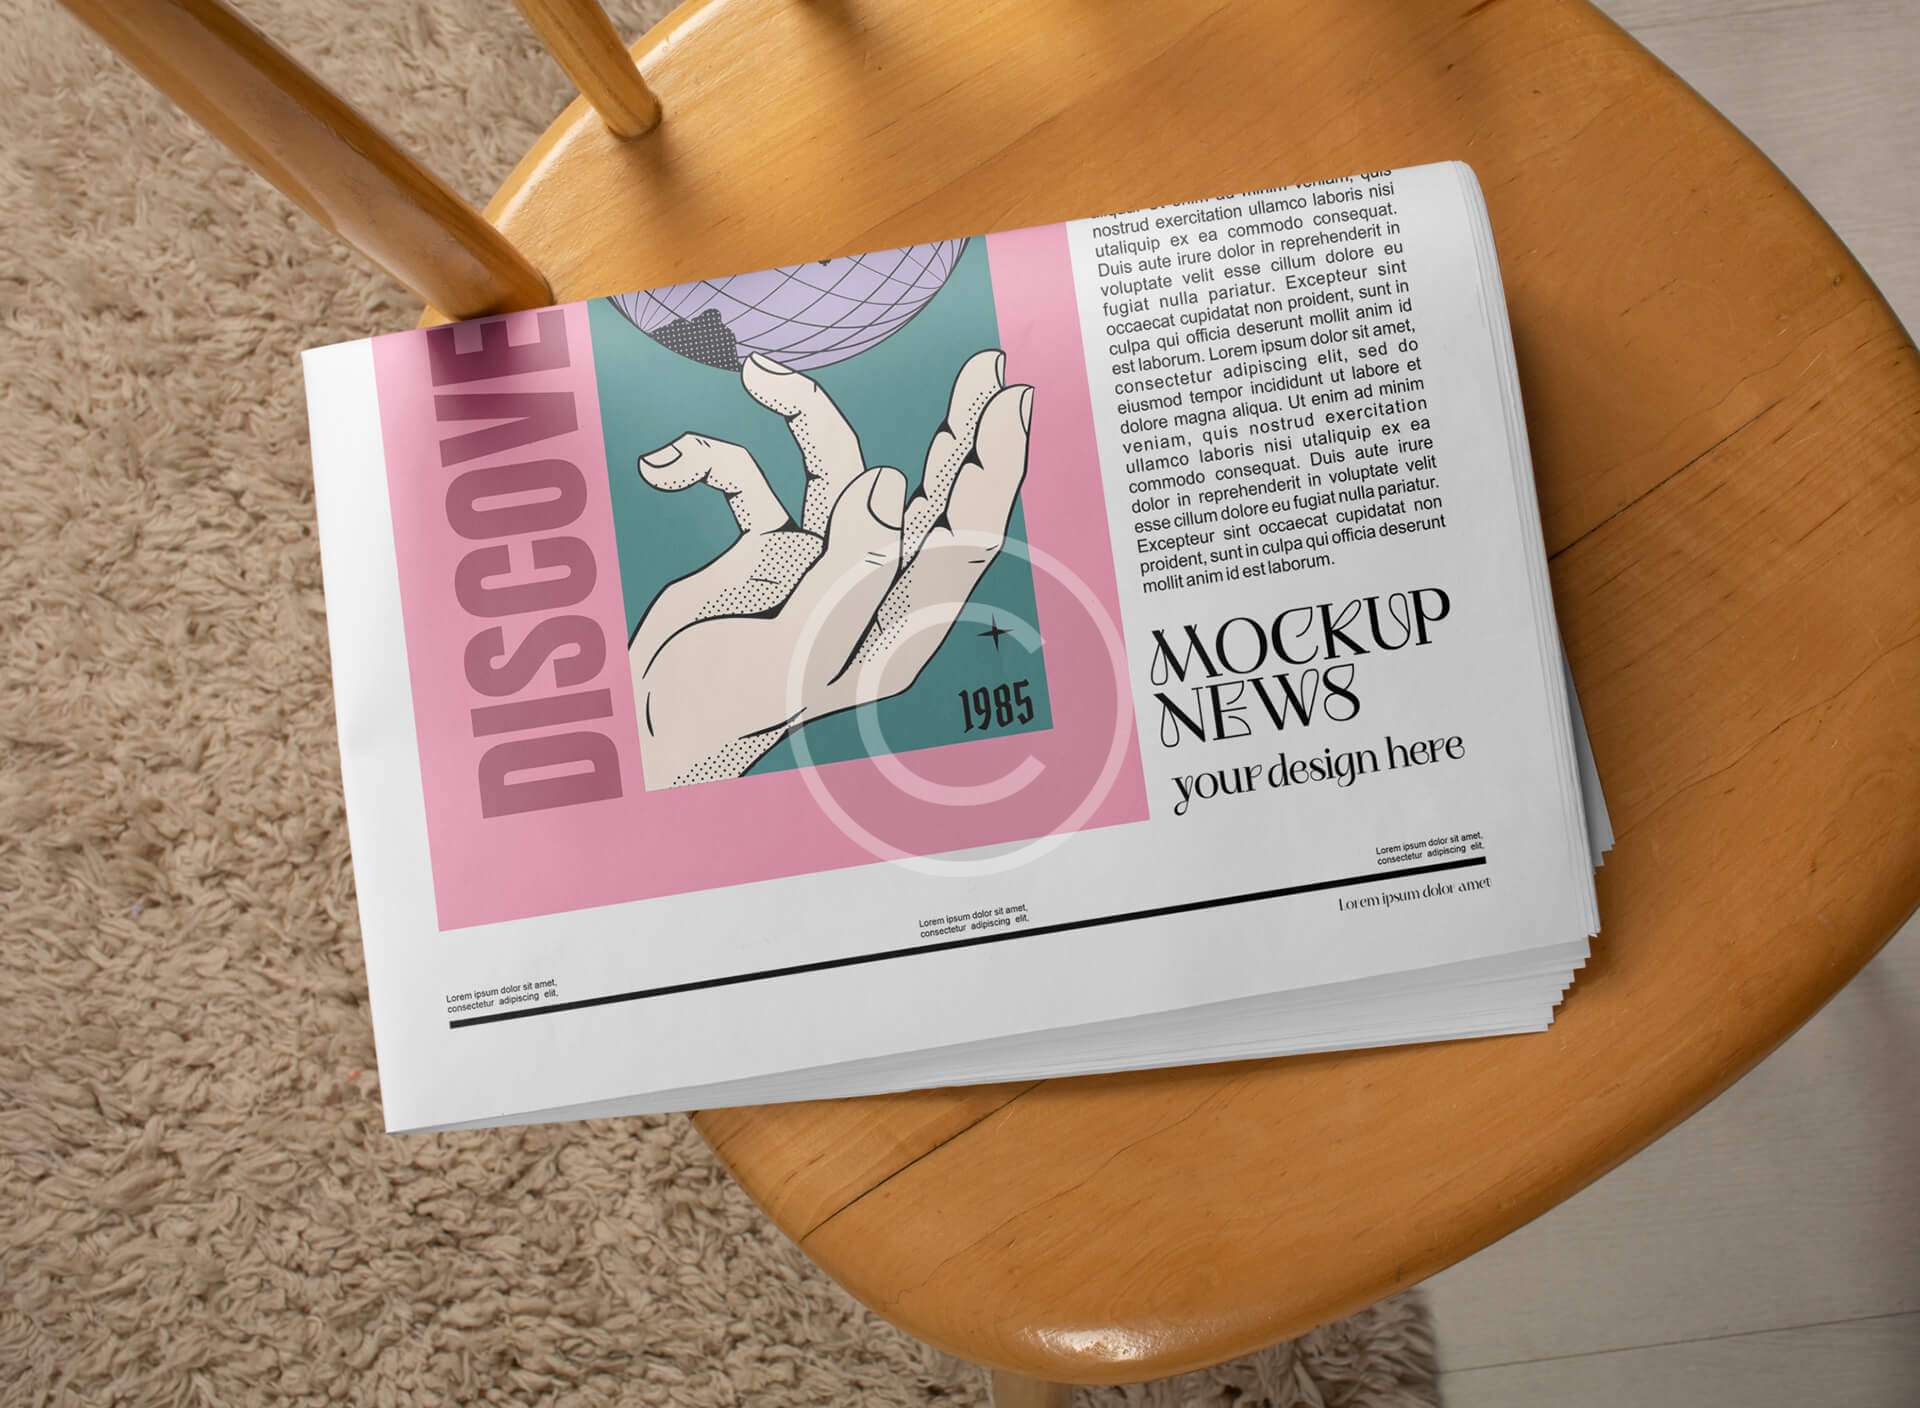 DISCOVE
1985
nostrud exercitation ullamco laboris nisi
utaliquip ex ea commodo consequat.
Duis aute irure dolor in reprehenderit in
voluptate velit esse cillum dolore eu
fugiat nulla pariatur. Excepteur sint
occaecat cupidatat non proident, sunt in
culpa qui officia deserunt mollit anim id
est laborum. Lorem ipsum dolor sit amet,
consectetur adipiscing elit, sed do
eiusmod tempor incididunt ut labore et
dolore magna aliqua. Ut enim ad minim
veniam, quis nostrud exercitation
ullamco laboris nisi utaliquip ex ea
commodo consequat. Duis aute irure
dolor in reprehenderit in voluptate velit
esse cillum dolore eu fugiat nulla pariatur.
Excepteur sint occaecat cupidatat non
proident, sunt in culpa qui officia deserunt
mollit anim id est laborum.
MOCKUP
NEWS
your design here
Lorem ipsum dolor sit amet,
consectetur adipiscing elit,
Lorem ipsum dolor sit amet,
consectetur adipiscing elit,
Lorem ipsum dolor sit amet,
consectetur adipiscing elit,
Lorem ipsum dolor amet